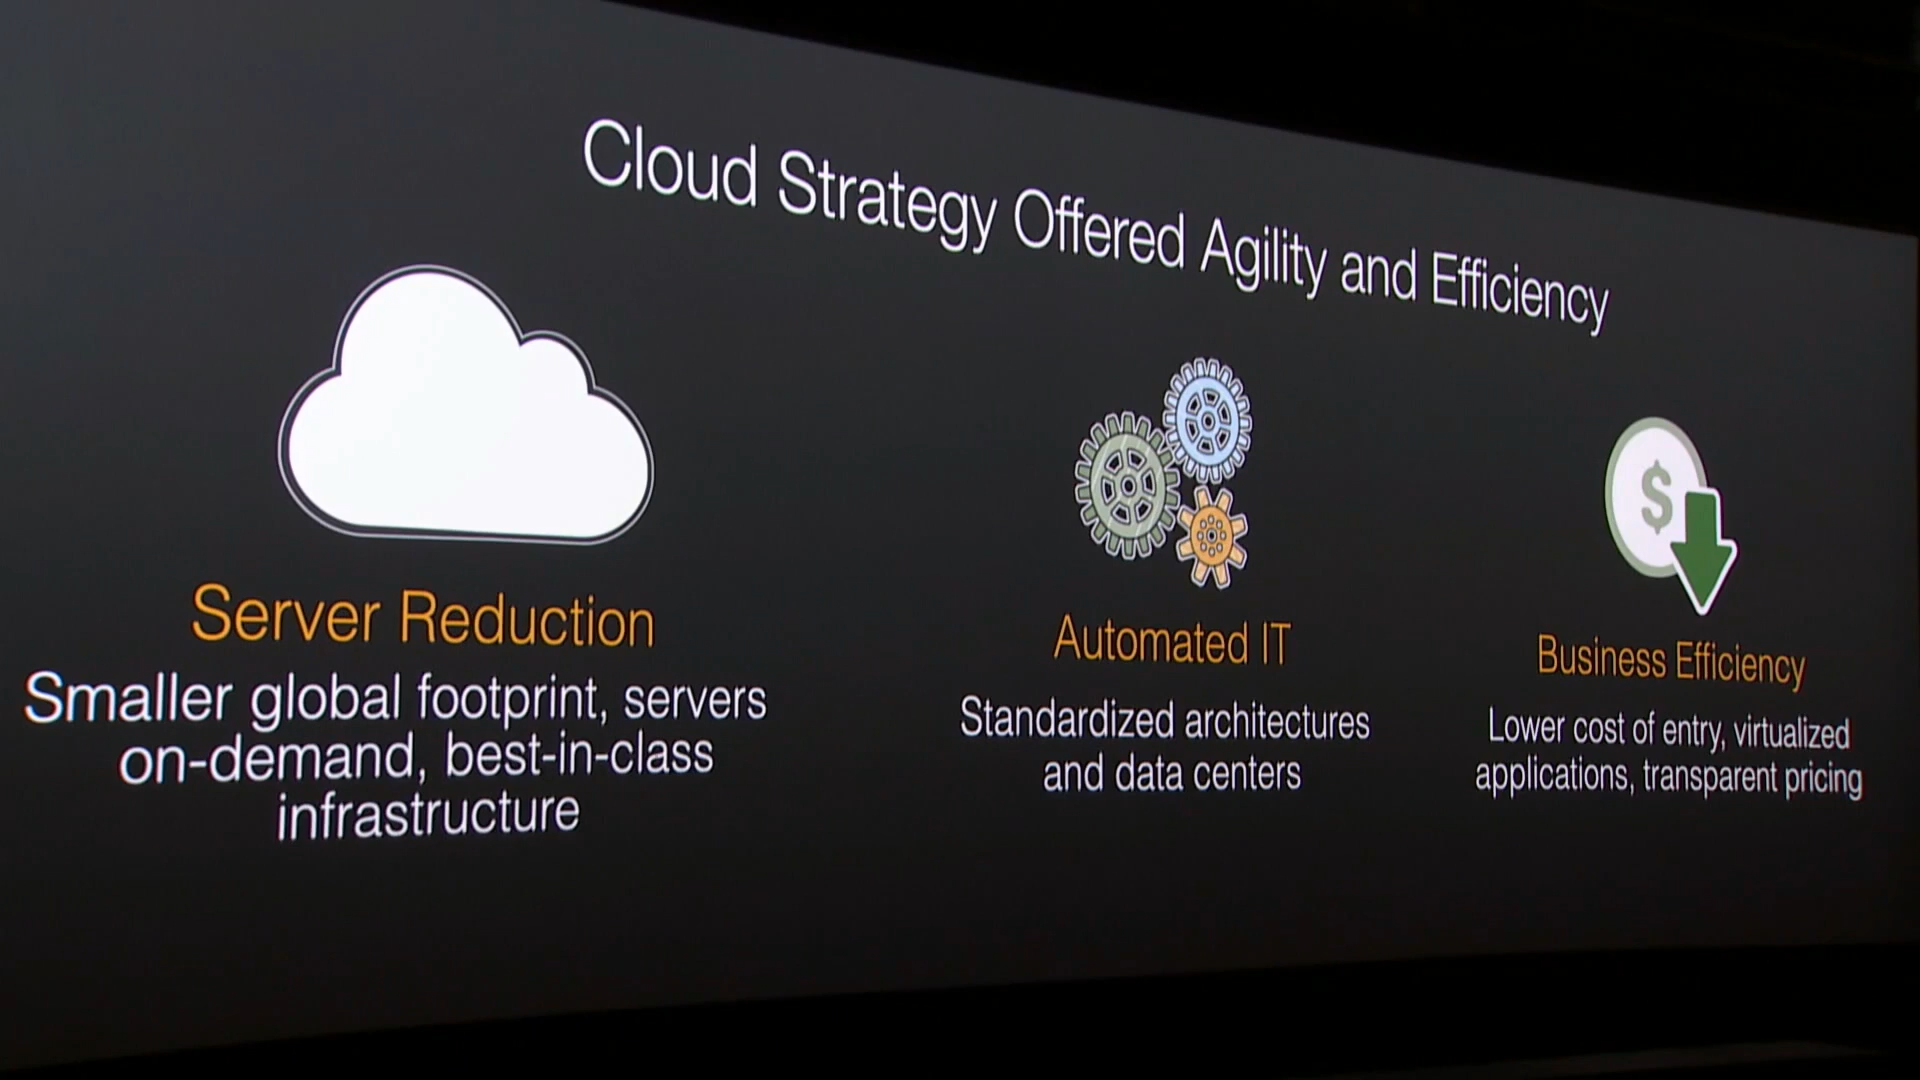 Cloud Strategy Offered Agility and Efficiency
$
Server Reduction
Smaller global footprint, servers
on-demand, best-in-class
infrastructure
Automated IT
Standardized architectures
and data centers
Business Efficiency
Lower cost of entry, virtualized
applications, transparent pricing